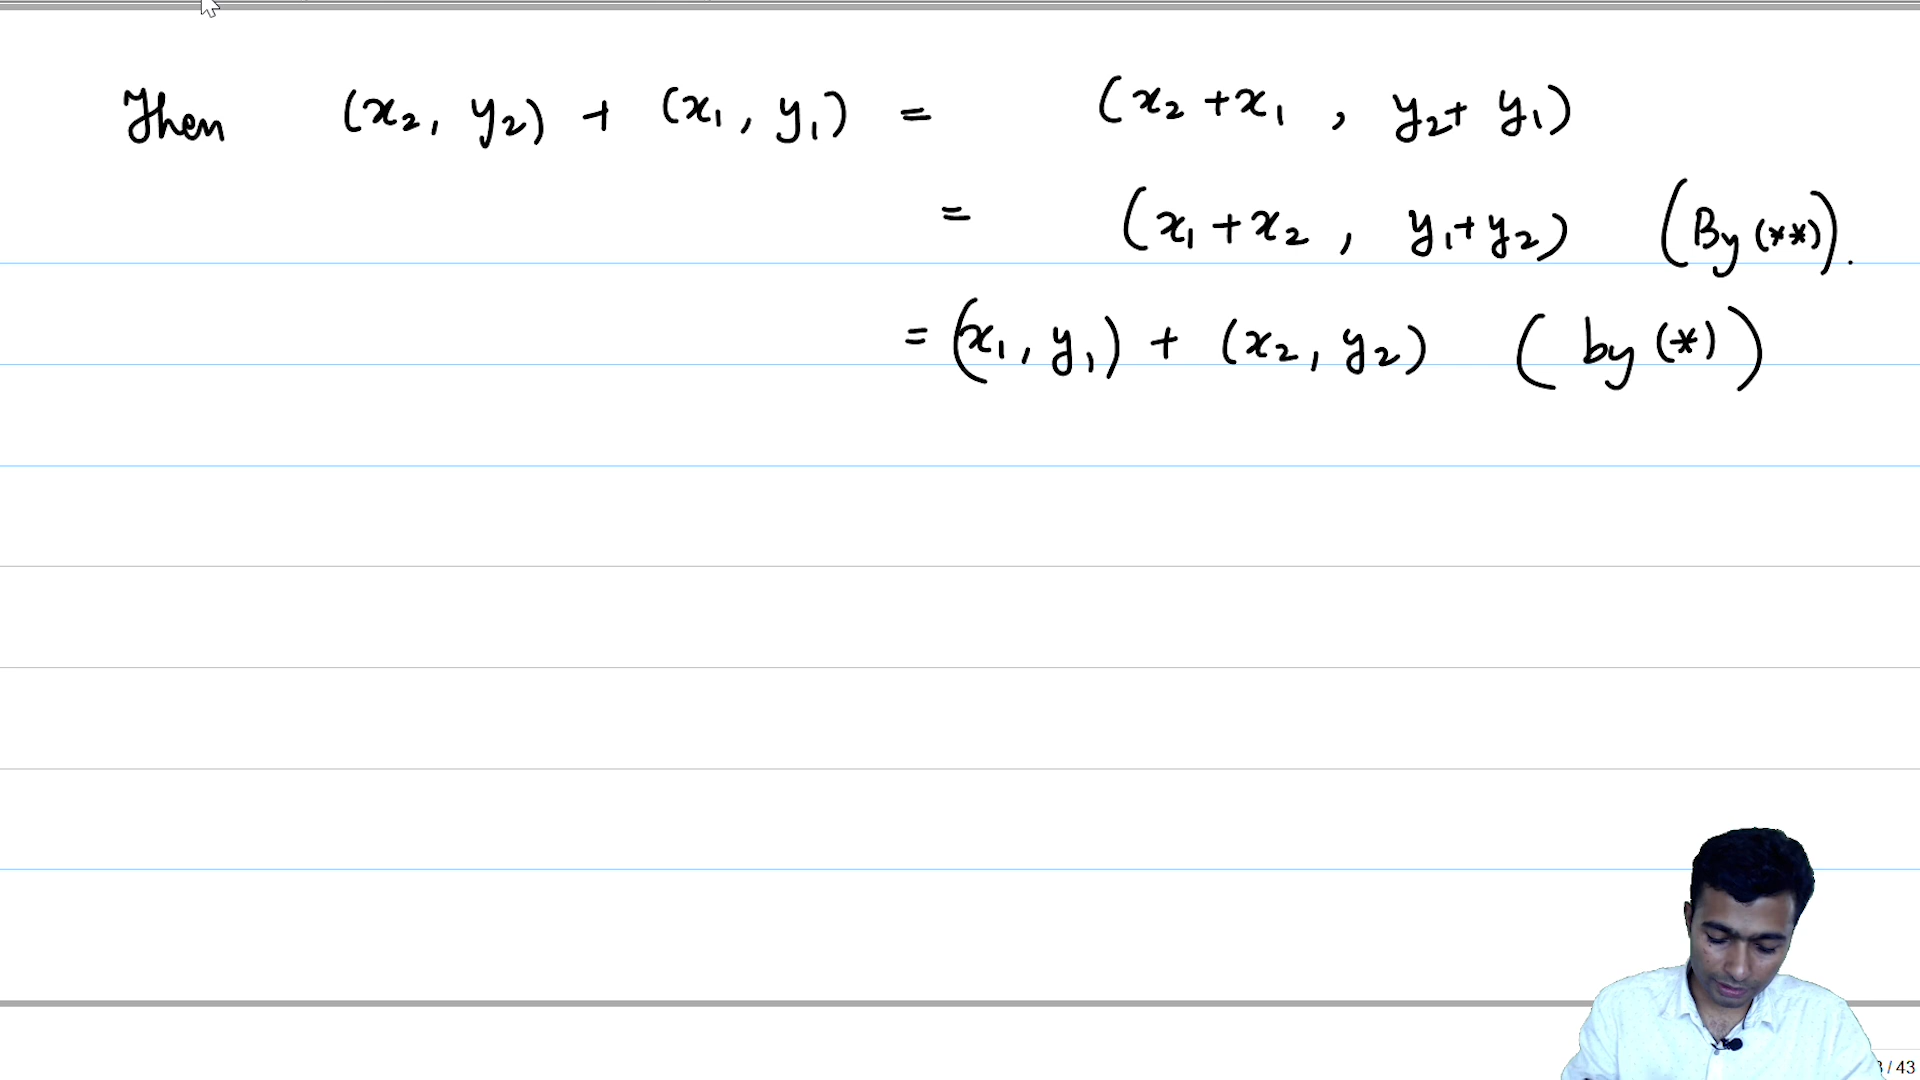 Then (x₂, y₂) + (x₁, y₁) = (x₂ + x₁, y₂ + y₁)
= (x₁ + x₂, y₁ + y₂) (By (**)).
= (x₁, y₁) + (x₂, y₂) (by (*))
/ 43